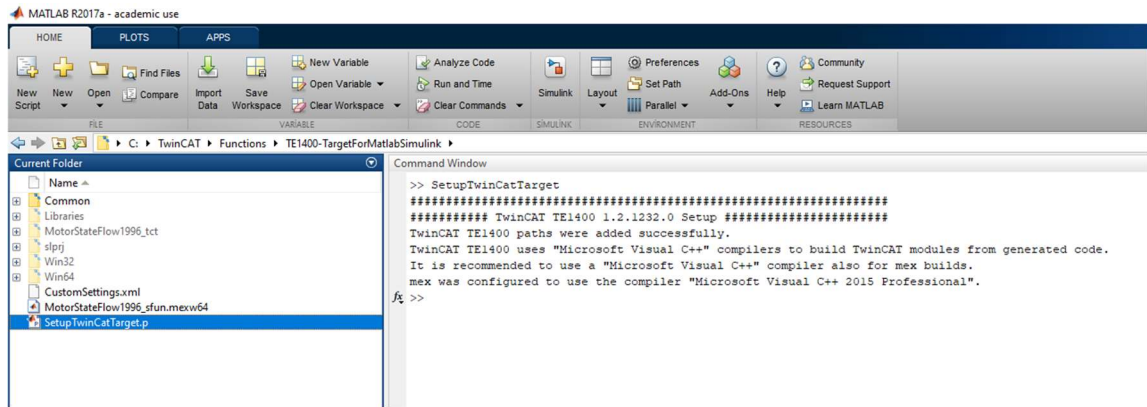 MATLAB R2017a - academic use
HOME PLOTS APPS
New Script
New
Open
Find Files
Compare
Import Data
Save Workspace
New Variable
Open Variable
Clear Workspace
Analyze Code
Run and Time
Clear Commands
Simulink
Layout
Preferences
Set Path
Parallel
Add-Ons
Help
Community
Request Support
Learn MATLAB
FILE VARIABLE CODE SIMULINK ENVIRONMENT RESOURCES
C: TwinCAT Functions TE1400-TargetForMatlabSimulink
Current Folder
Name
Common
Libraries
MotorStateFlow1996_tct
slprj
Win32
Win64
CustomSettings.xml
MotorStateFlow1996_sfun.mexw64
SetupTwinCatTarget.p
Command Window
>> SetupTwinCatTarget
######################################################################
########### TwinCAT TE1400 1.2.1232.0 Setup ########################
TwinCAT TE1400 paths were added successfully.
TwinCAT TE1400 uses "Microsoft Visual C++" compilers to build TwinCAT modules from generated code.
It is recommended to use a "Microsoft Visual C++" compiler also for mex builds.
mex was configured to use the compiler "Microsoft Visual C++ 2015 Professional".
fx >>